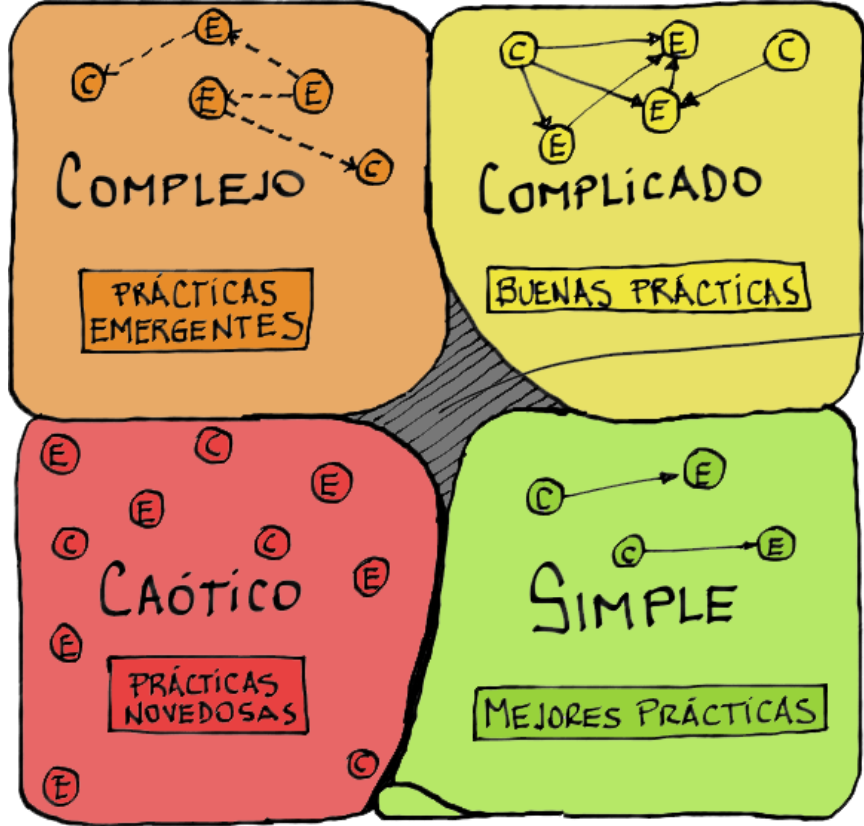 E
C
E
E
C
COMPLEJO
PRÁCTICAS
EMERGENTES
C
E
C
E
E
COMPLICADO
BUENAS PRÁCTICAS
E
C
E
E
C
C
E
CAÓTICO
E
PRÁCTICAS
NOVEDOSAS
E
C
C
E
C
E
SIMPLE
MEJORES PRÁCTICAS